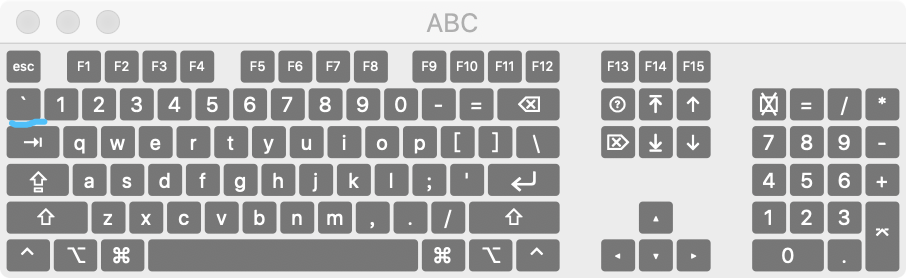 ABC
esc F1 F2 F3 F4 F5 F6 F7 F8 F9 F10 F11 F12 F13 F14 F15
` 1 2 3 4 5 6 7 8 9 0 - = ⌫ ? ⤒ ↑ = / *
⇥ q w e r t y u i o p [ ] \ ⌦ ⤓ ↓ 7 8 9 -
⇪ a s d f g h j k l ; ' ↵ 4 5 6 +
⇧ z x c v b n m , . / ⇧ ▴ 1 2 3 ⌤
⌃ ⌥ ⌘ ⌘ ⌥ ⌃ ◂ ▾ ▸ 0 .